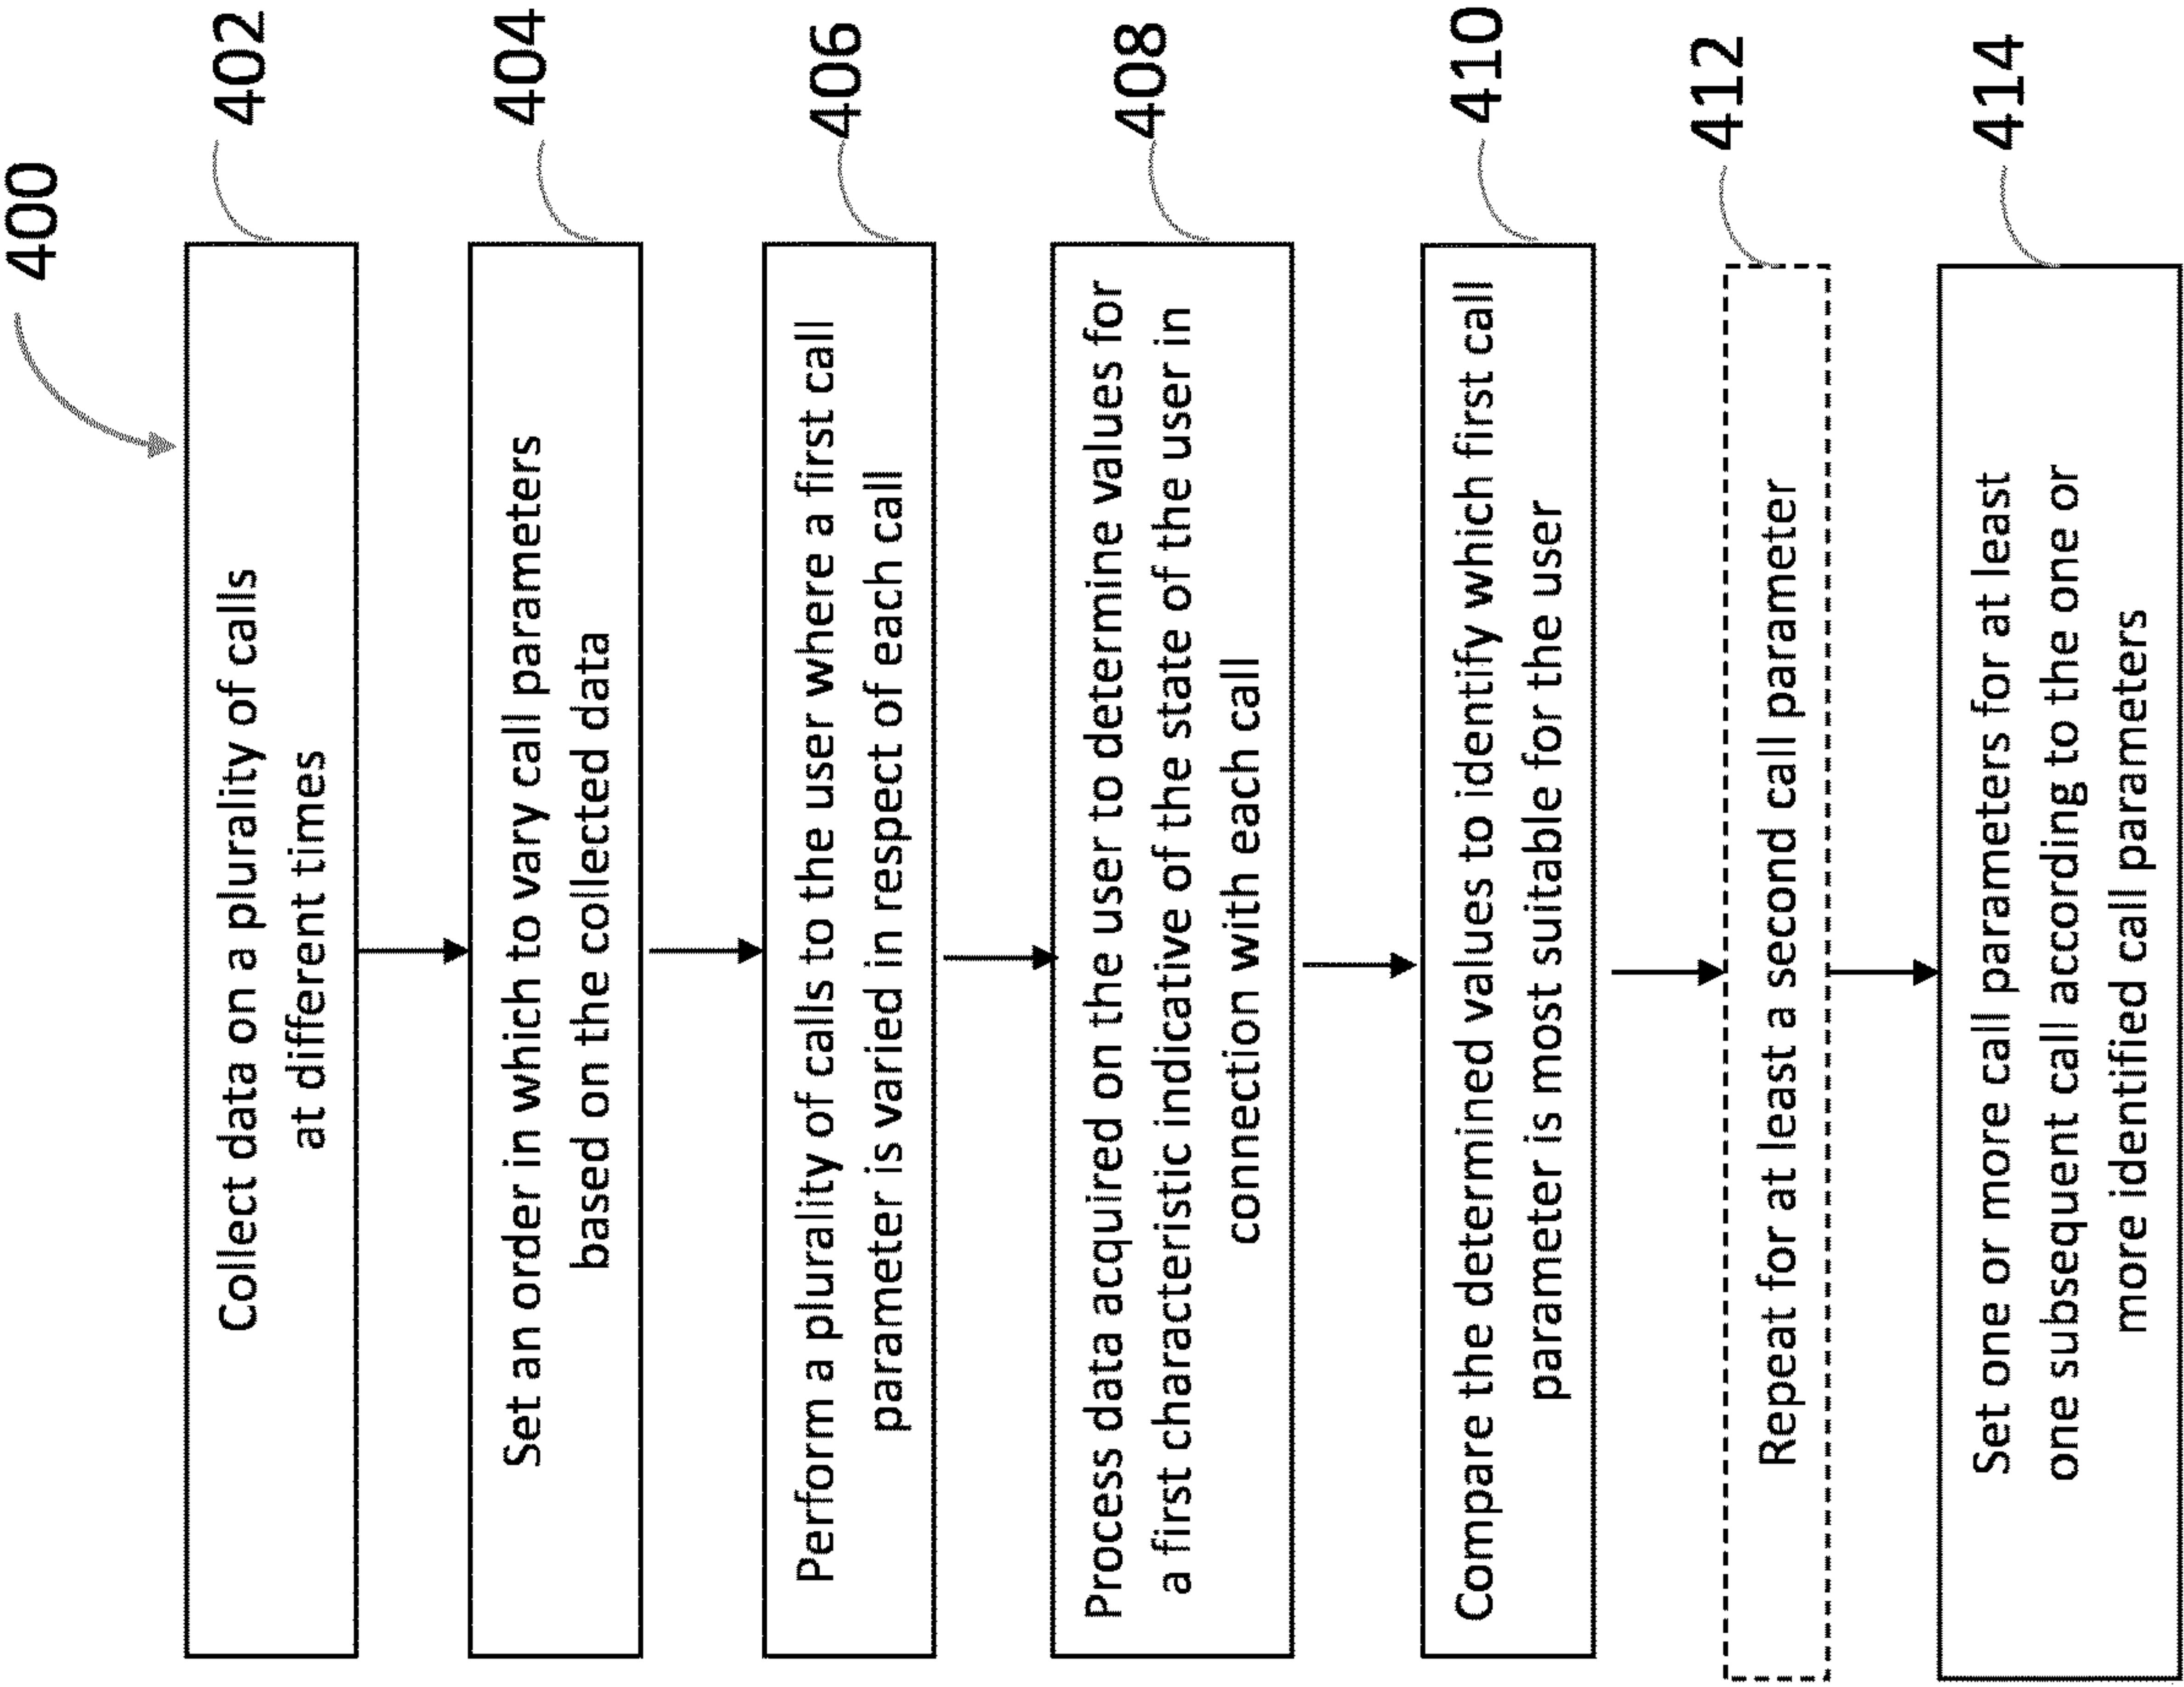 400
Collect data on a plurality of calls
at different times
402
Set an order in which to vary call parameters
based on the collected data
404
Perform a plurality of calls to the user where a first call
parameter is varied in respect of each call
406
Process data acquired on the user to determine values for
a first characteristic indicative of the state of the user in
connection with each call
408
Compare the determined values to identify which first call
parameter is most suitable for the user
410
Repeat for at least a second call parameter
412
Set one or more call parameters for at least
one subsequent call according to the one or
more identified call parameters
414